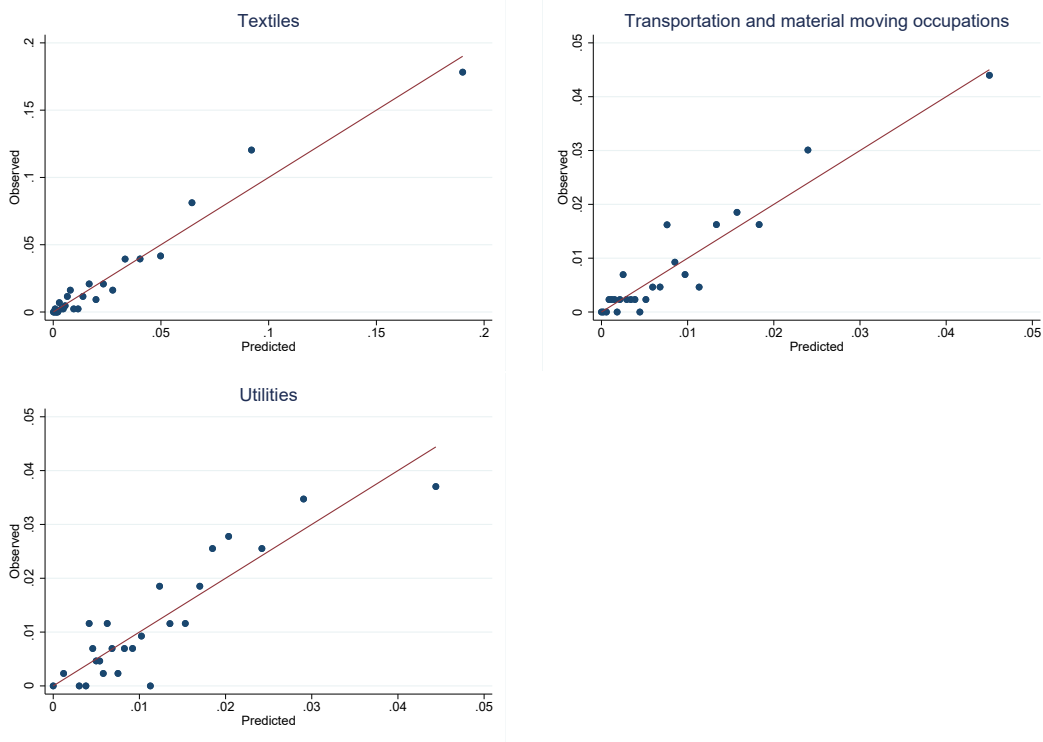 Textiles
.2
.15
.1
.05
0
Observed
0 .05 .1 .15 .2
Predicted
Transportation and material moving occupations
.05
.04
.03
.02
.01
0
Observed
0 .01 .02 .03 .04 .05
Predicted
Utilities
.05
.04
.03
.02
.01
0
Observed
0 .01 .02 .03 .04 .05
Predicted